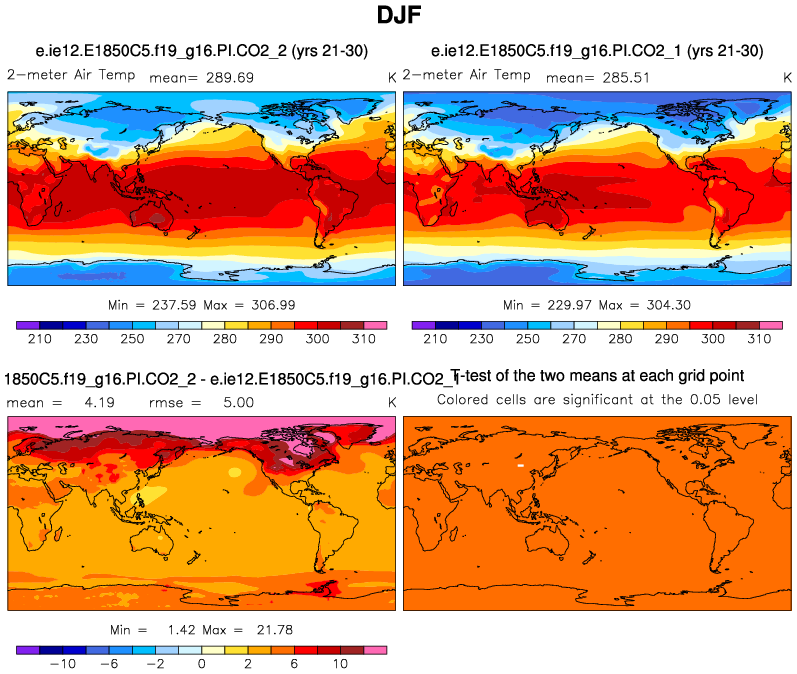 DJF
e.ie12.E1850C5.f19_g16.PI.CO2_2 (yrs 21-30)
2-meter Air Temp mean= 289.69 K
Min = 237.59 Max = 306.99
210 230 250 270 290 300 310
e.ie12.E1850C5.f19_g16.PI.CO2_1 (yrs 21-30)
2-meter Air Temp mean= 285.51 K
Min = 229.97 Max = 304.30
210 230 250 270 290 300 310
1850C5.f19_g16.PI.CO2_2 - e.ie12.E1850C5.f19_g16.PI.CO2_1
mean = 4.19 rmse = 5.00 K
Min = 1.42 Max = 21.78
-10 -6 -2 0 2 6 10
T-test of the two means at each grid point
Colored cells are significant at the 0.05 level